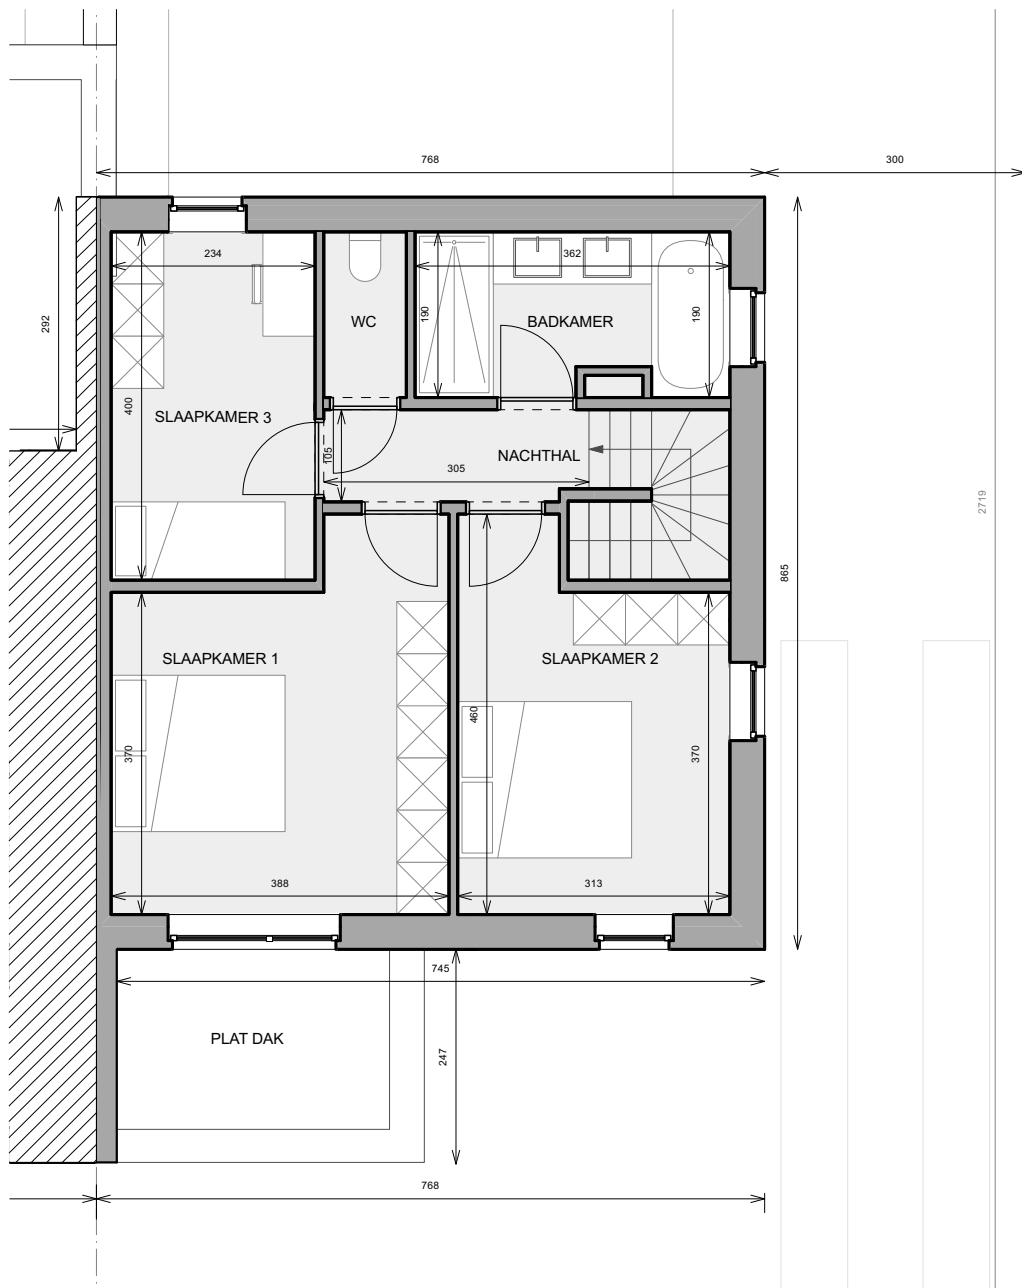 768
300
234
362
292
190
190
WC
BADKAMER
400
SLAAPKAMER 3
105
NACHTHAL
305
2719
865
SLAAPKAMER 1
SLAAPKAMER 2
460
370
370
388
313
745
PLAT DAK
247
768